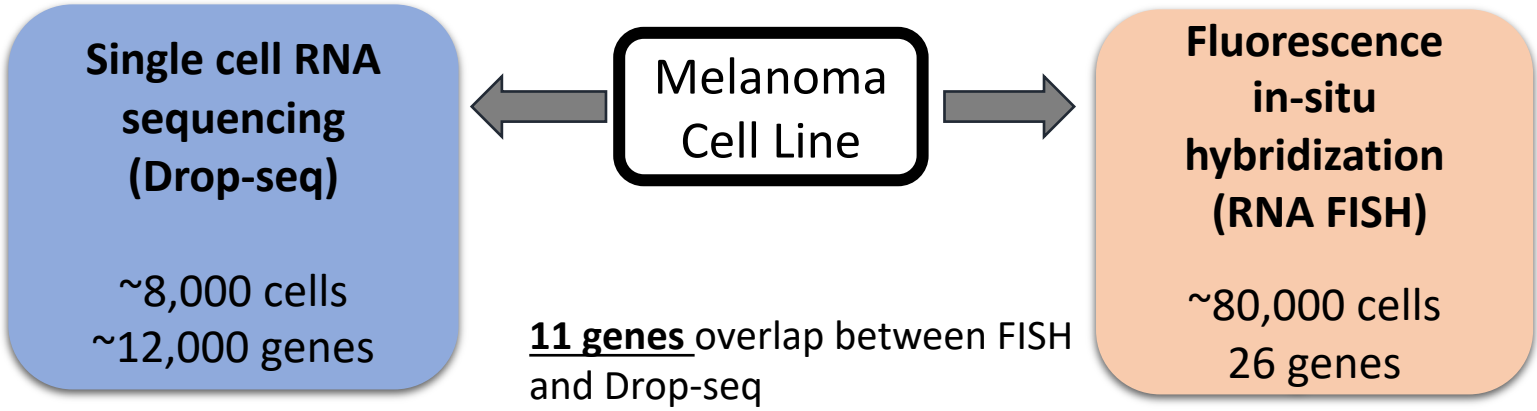 Single cell RNA
sequencing
(Drop-seq)
~8,000 cells
~12,000 genes
Melanoma
Cell Line
11 genes overlap between FISH
and Drop-seq
Fluorescence
in-situ
hybridization
(RNA FISH)
~80,000 cells
26 genes